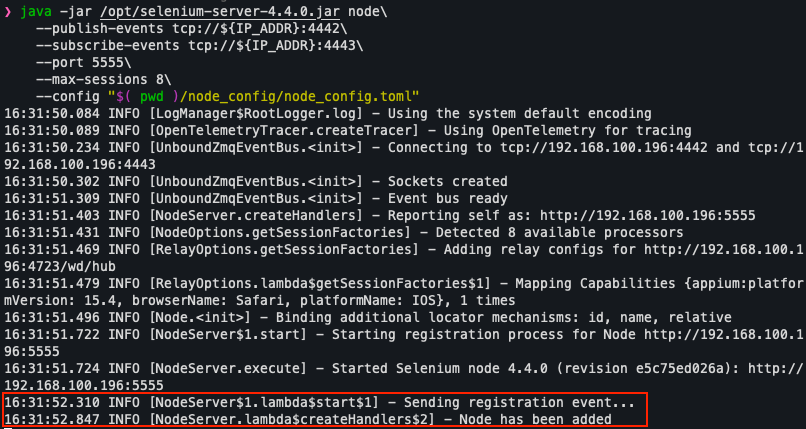 ❯ java -jar /opt/selenium-server-4.4.0.jar node\
    --publish-events tcp://${IP_ADDR}:4442\
    --subscribe-events tcp://${IP_ADDR}:4443\
    --port 5555\
    --max-sessions 8\
    --config "$( pwd )/node_config/node_config.toml"
16:31:50.084 INFO [LogManager$RootLogger.log] - Using the system default encoding
16:31:50.089 INFO [OpenTelemetryTracer.createTracer] - Using OpenTelemetry for tracing
16:31:50.234 INFO [UnboundZmqEventBus.<init>] - Connecting to tcp://192.168.100.196:4442 and tcp://1
92.168.100.196:4443
16:31:50.302 INFO [UnboundZmqEventBus.<init>] - Sockets created
16:31:51.309 INFO [UnboundZmqEventBus.<init>] - Event bus ready
16:31:51.403 INFO [NodeServer.createHandlers] - Reporting self as: http://192.168.100.196:5555
16:31:51.431 INFO [NodeOptions.getSessionFactories] - Detected 8 available processors
16:31:51.469 INFO [RelayOptions.getSessionFactories] - Adding relay configs for http://192.168.100.1
96:4723/wd/hub
16:31:51.479 INFO [RelayOptions.lambda$getSessionFactories$1] - Mapping Capabilities {appium:platfor
mVersion: 15.4, browserName: Safari, platformName: IOS}, 1 times
16:31:51.496 INFO [Node.<init>] - Binding additional locator mechanisms: id, name, relative
16:31:51.722 INFO [NodeServer$1.start] - Starting registration process for Node http://192.168.100.1
96:5555
16:31:51.724 INFO [NodeServer.execute] - Started Selenium node 4.4.0 (revision e5c75ed026a): http://
192.168.100.196:5555
16:31:52.310 INFO [NodeServer$1.lambda$start$1] - Sending registration event...
16:31:52.847 INFO [NodeServer.lambda$createHandlers$2] - Node has been added